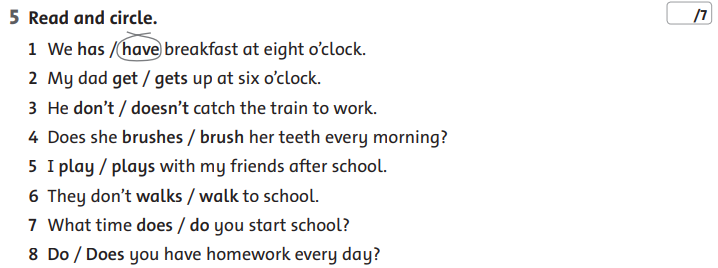 5 Read and circle. /7
1 We has / have breakfast at eight o'clock.
2 My dad get / gets up at six o'clock.
3 He don't / doesn't catch the train to work.
4 Does she brushes / brush her teeth every morning?
5 I play / plays with my friends after school.
6 They don't walks / walk to school.
7 What time does / do you start school?
8 Do / Does you have homework every day?